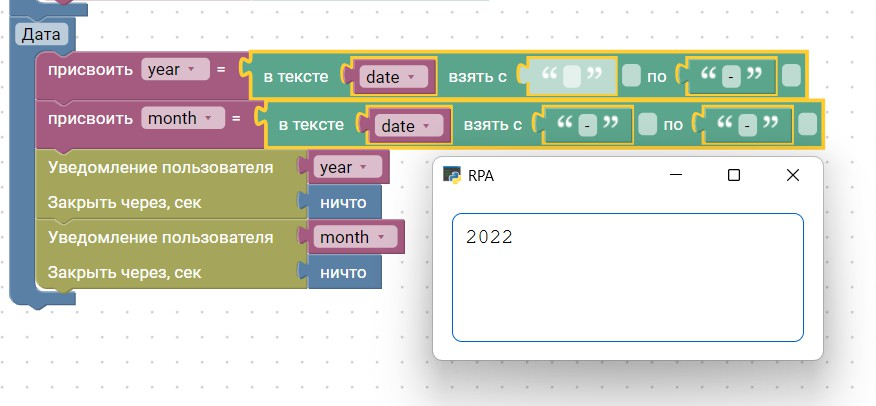 Дата
присвоить year = в тексте date взять с “ ” по “ - ”
присвоить month = в тексте date взять с “ - ” по “ - ”
Уведомление пользователя year
Закрыть через, сек ничто
Уведомление пользователя month
Закрыть через, сек ничто
RPA
2022